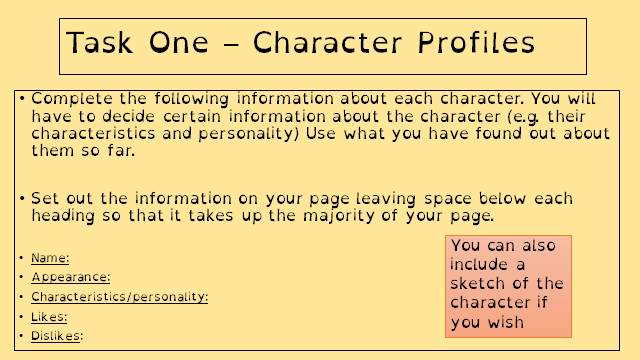 Task One – Character Profiles
• Complete the following information about each character. You will
have to decide certain information about the character (e.g. their
characteristics and personality) Use what you have found out about
them so far.
• Set out the information on your page leaving space below each
heading so that it takes up the majority of your page.
• Name:
• Appearance:
• Characteristics/personality:
• Likes:
• Dislikes:
You can also
include a
sketch of the
character if
you wish